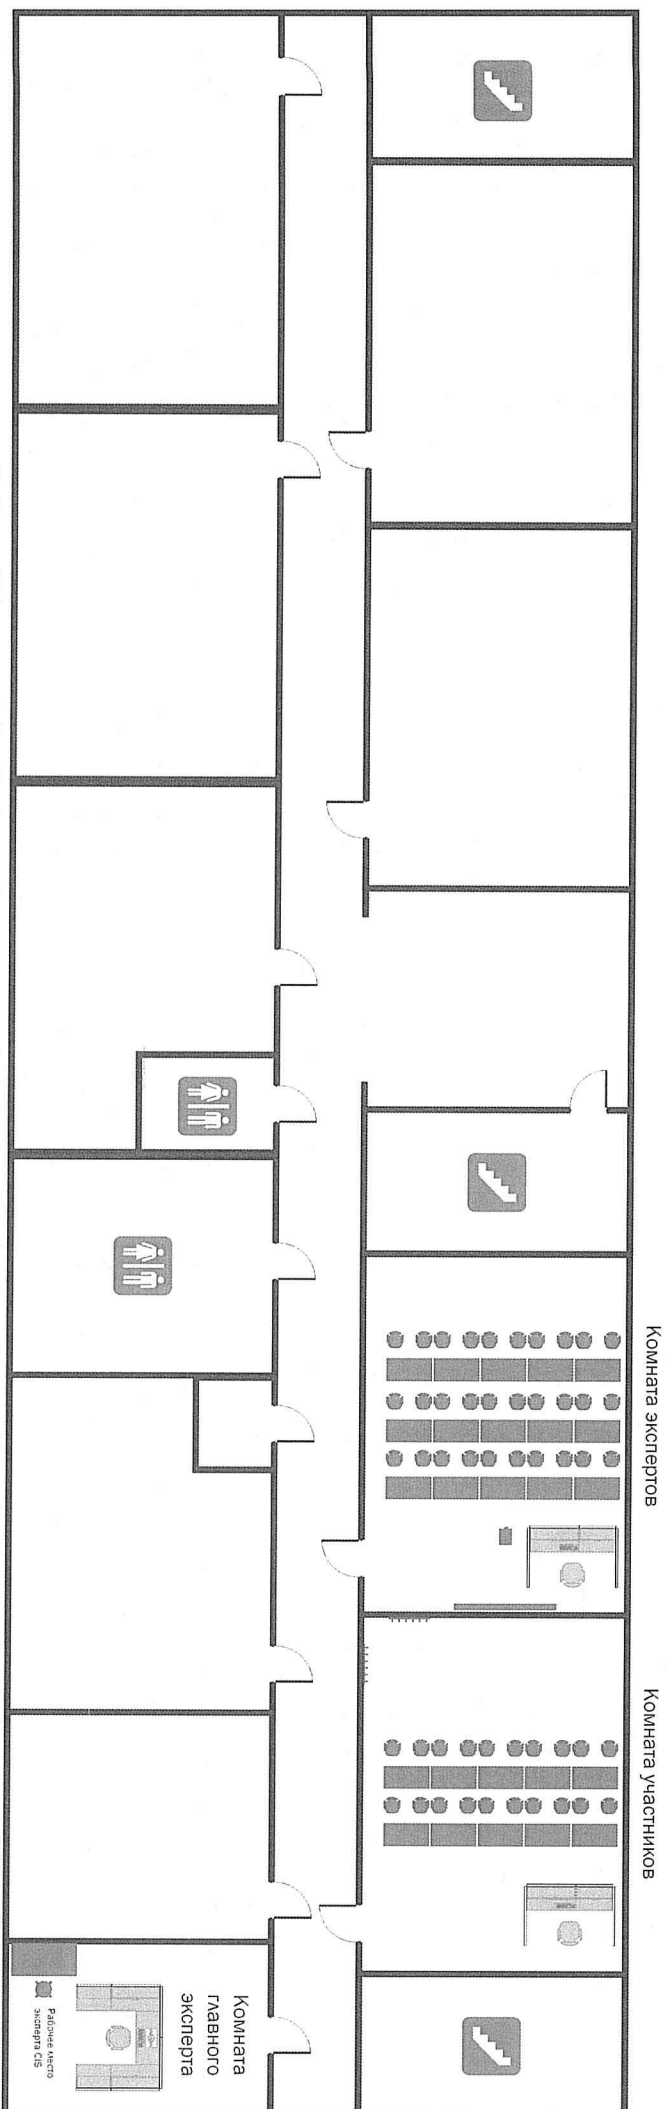 Комната экспертов
Комната участников
Комната
главного
эксперта
Рабочее место
эксперта CIS